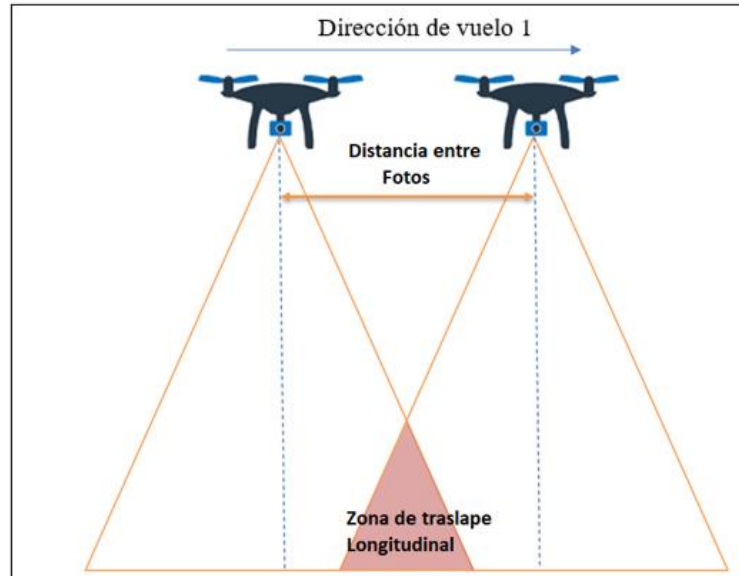 Dirección de vuelo 1
Distancia entre
Fotos
Zona de traslape
Longitudinal